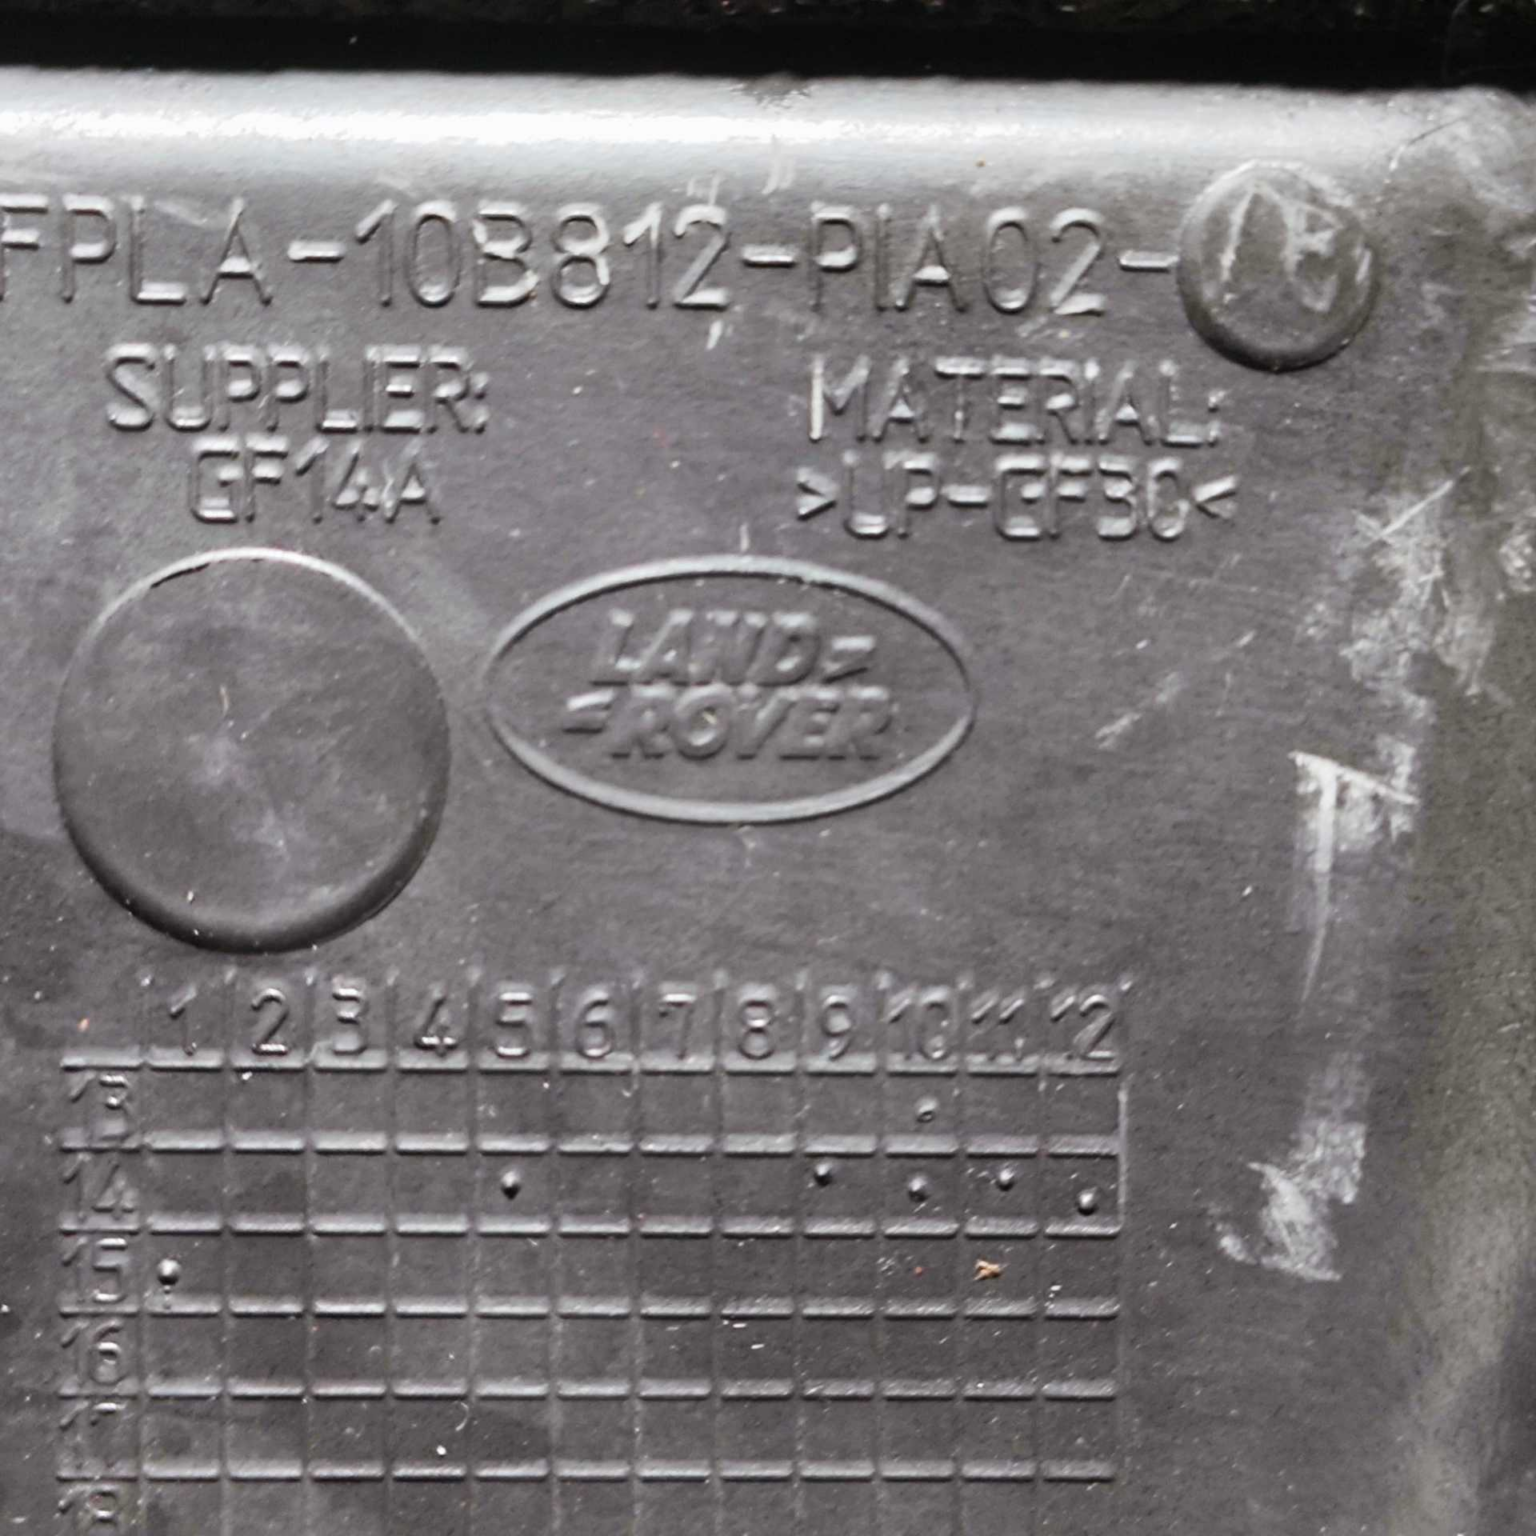 FPLA-10B812-PIA02-
SUPPLIER:
GF14A
MATERIAL:
>UP-GF30<
LAND
ROVER
1 2 3 4 5 6 7 8 9 10 11 12
13
14
15
16
17
18